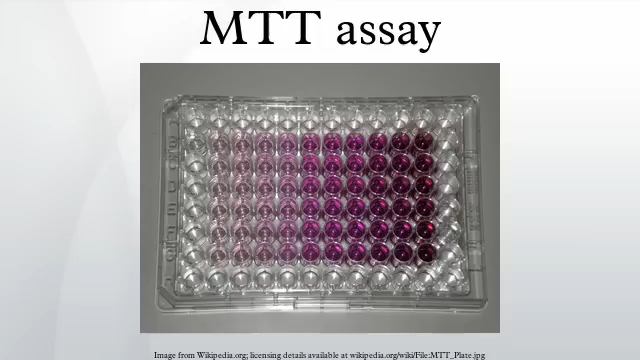 MTT assay
Image from Wikipedia.org; licensing details available at wikipedia.org/wiki/File:MTT_Plate.jpg